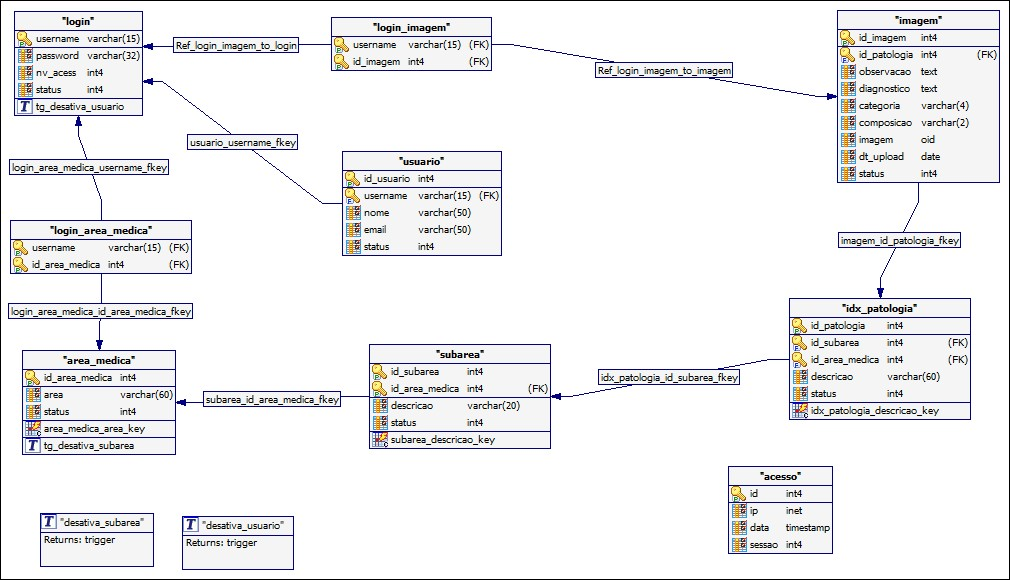 "login"
username varchar(15)
password varchar(32)
nv_acess int4
status int4
T tg_desativa_usuario
Ref_login_imagem_to_login
"login_imagem"
username varchar(15) (FK)
id_imagem int4 (FK)
Ref_login_imagem_to_imagem
"imagem"
id_imagem int4
id_patologia int4 (FK)
observacao text
diagnostico text
categoria varchar(4)
composicao varchar(2)
imagem oid
dt_upload date
status int4
usuario_username_fkey
login_area_medica_username_fkey
"usuario"
id_usuario int4
username varchar(15) (FK)
nome varchar(50)
email varchar(50)
status int4
"login_area_medica"
username varchar(15) (FK)
id_area_medica int4 (FK)
imagem_id_patologia_fkey
login_area_medica_id_area_medica_fkey
"idx_patologia"
id_patologia int4
id_subarea int4 (FK)
id_area_medica int4 (FK)
descricao varchar(60)
status int4
idx_patologia_descricao_key
"area_medica"
id_area_medica int4
area varchar(60)
status int4
area_medica_area_key
T tg_desativa_subarea
subarea_id_area_medica_fkey
"subarea"
id_subarea int4
id_area_medica int4 (FK)
descricao varchar(20)
status int4
subarea_descricao_key
idx_patologia_id_subarea_fkey
"acesso"
id int4
ip inet
data timestamp
sessao int4
T "desativa_subarea"
Returns: trigger
T "desativa_usuario"
Returns: trigger